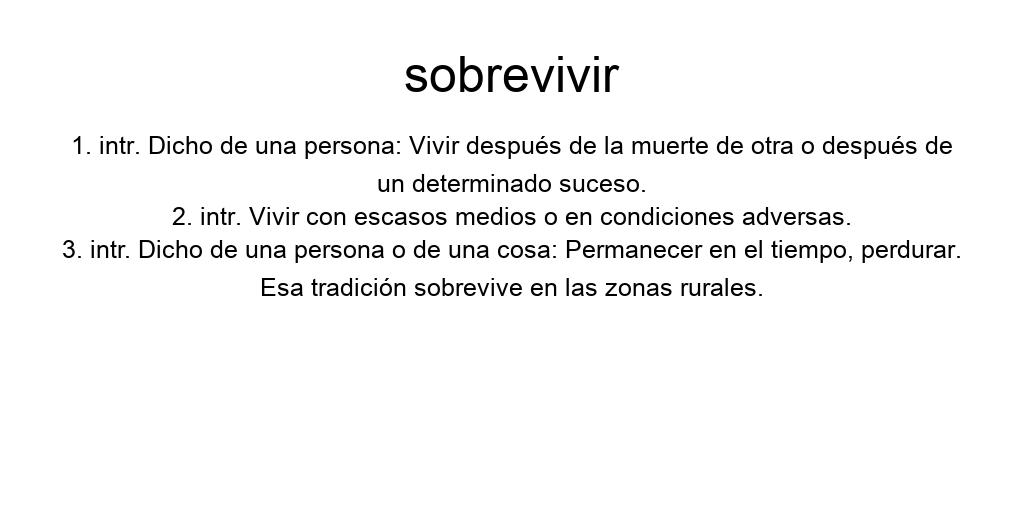 sobrevivir
1. intr. Dicho de una persona: Vivir después de la muerte de otra o después de
un determinado suceso.
2. intr. Vivir con escasos medios o en condiciones adversas.
3. intr. Dicho de una persona o de una cosa: Permanecer en el tiempo, perdurar.
Esa tradición sobrevive en las zonas rurales.